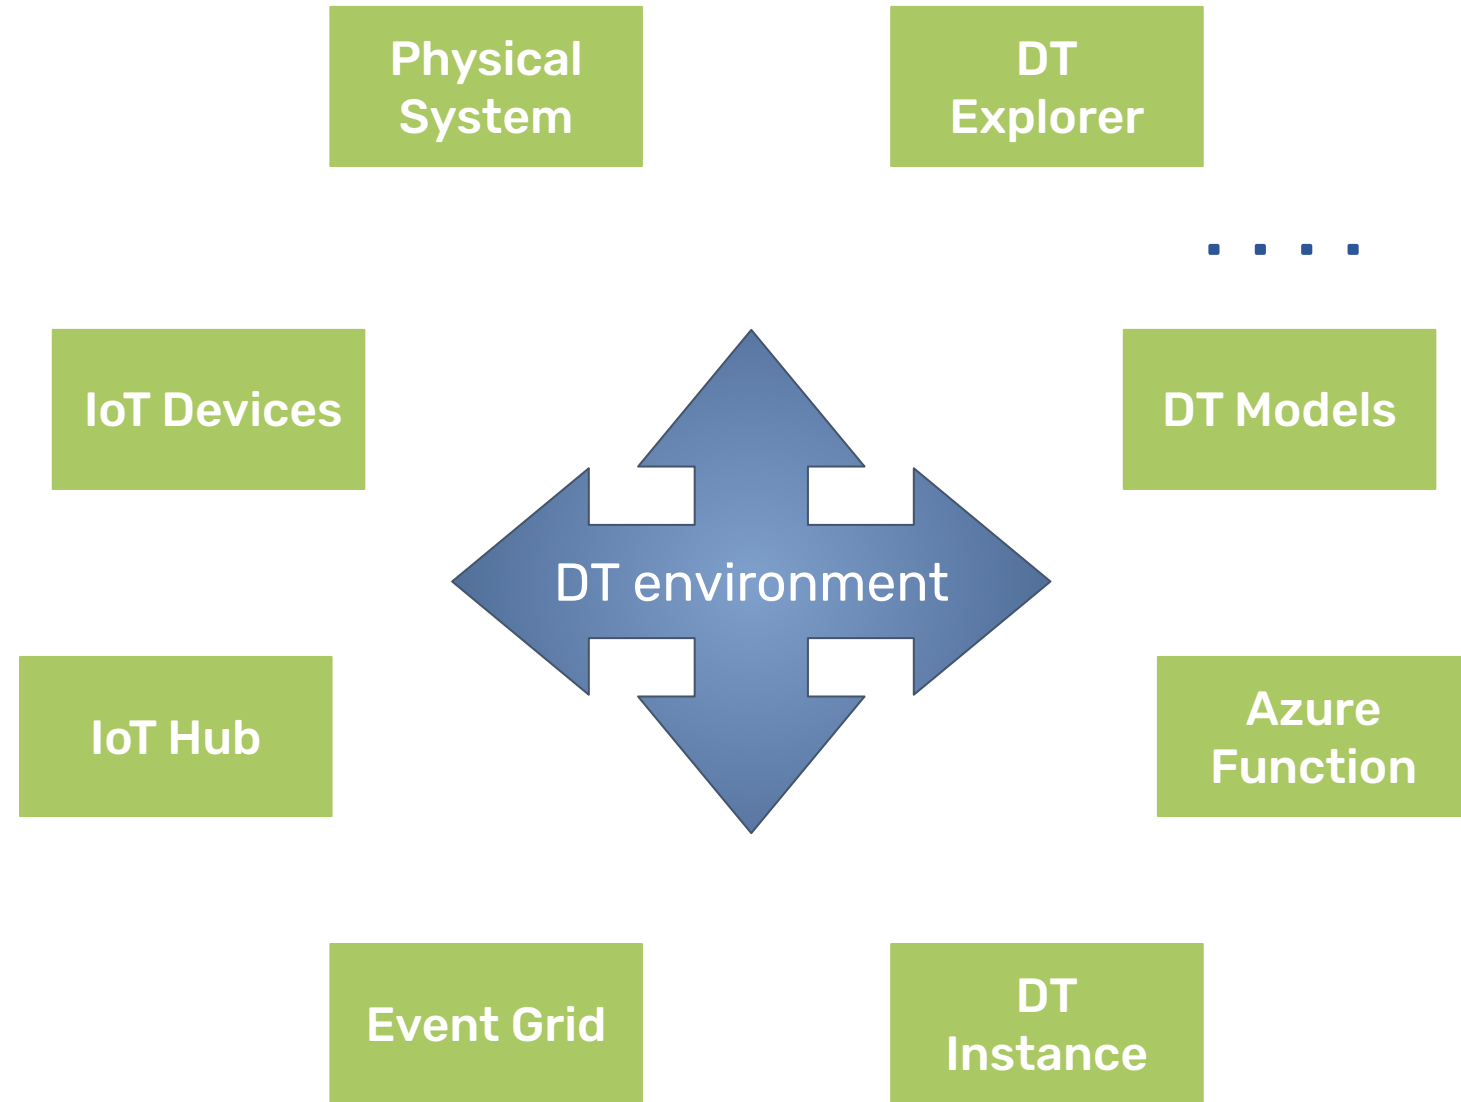 Physical
System
DT
Explorer
. . . .
IoT Devices
DT Models
DT environment
IoT Hub
Azure
Function
Event Grid
DT
Instance